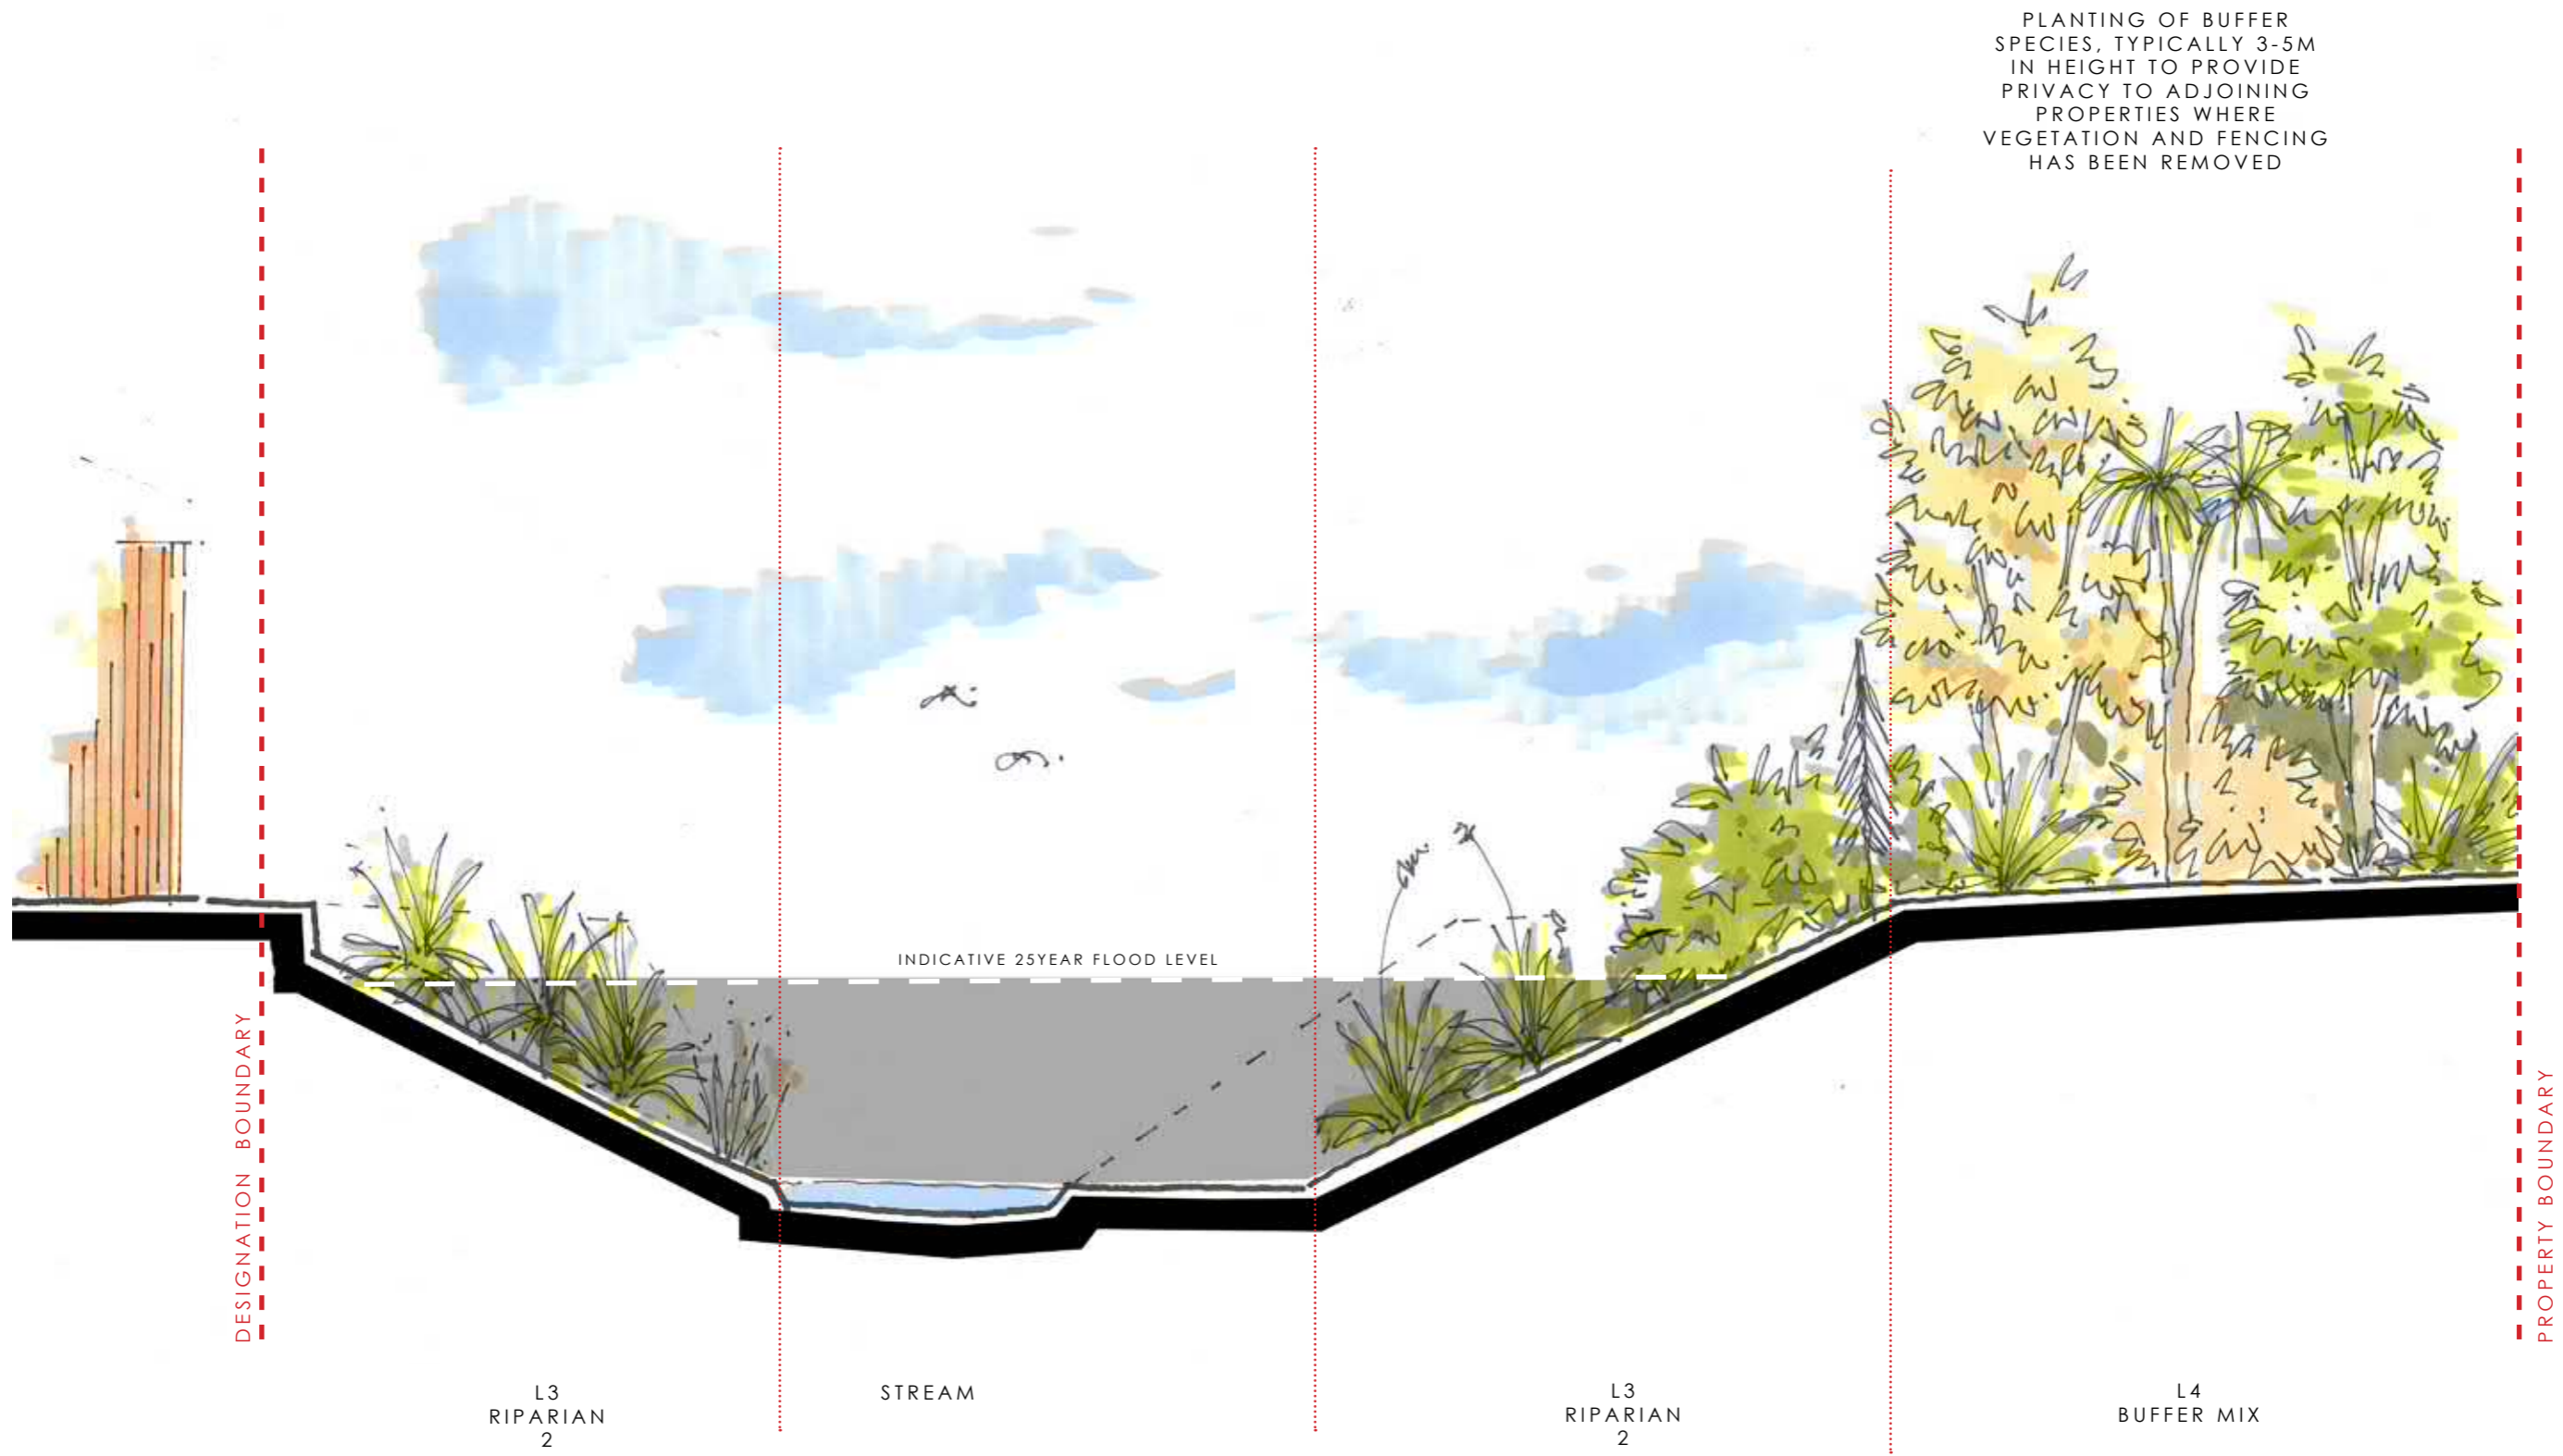 PLANTING OF BUFFER
SPECIES, TYPICALLY 3-5M
IN HEIGHT TO PROVIDE
PRIVACY TO ADJOINING
PROPERTIES WHERE
VEGETATION AND FENCING
HAS BEEN REMOVED
INDICATIVE 25YEAR FLOOD LEVEL
DESIGNATION BOUNDARY
PROPERTY BOUNDARY
L3
RIPARIAN
2
STREAM
L3
RIPARIAN
2
L4
BUFFER MIX